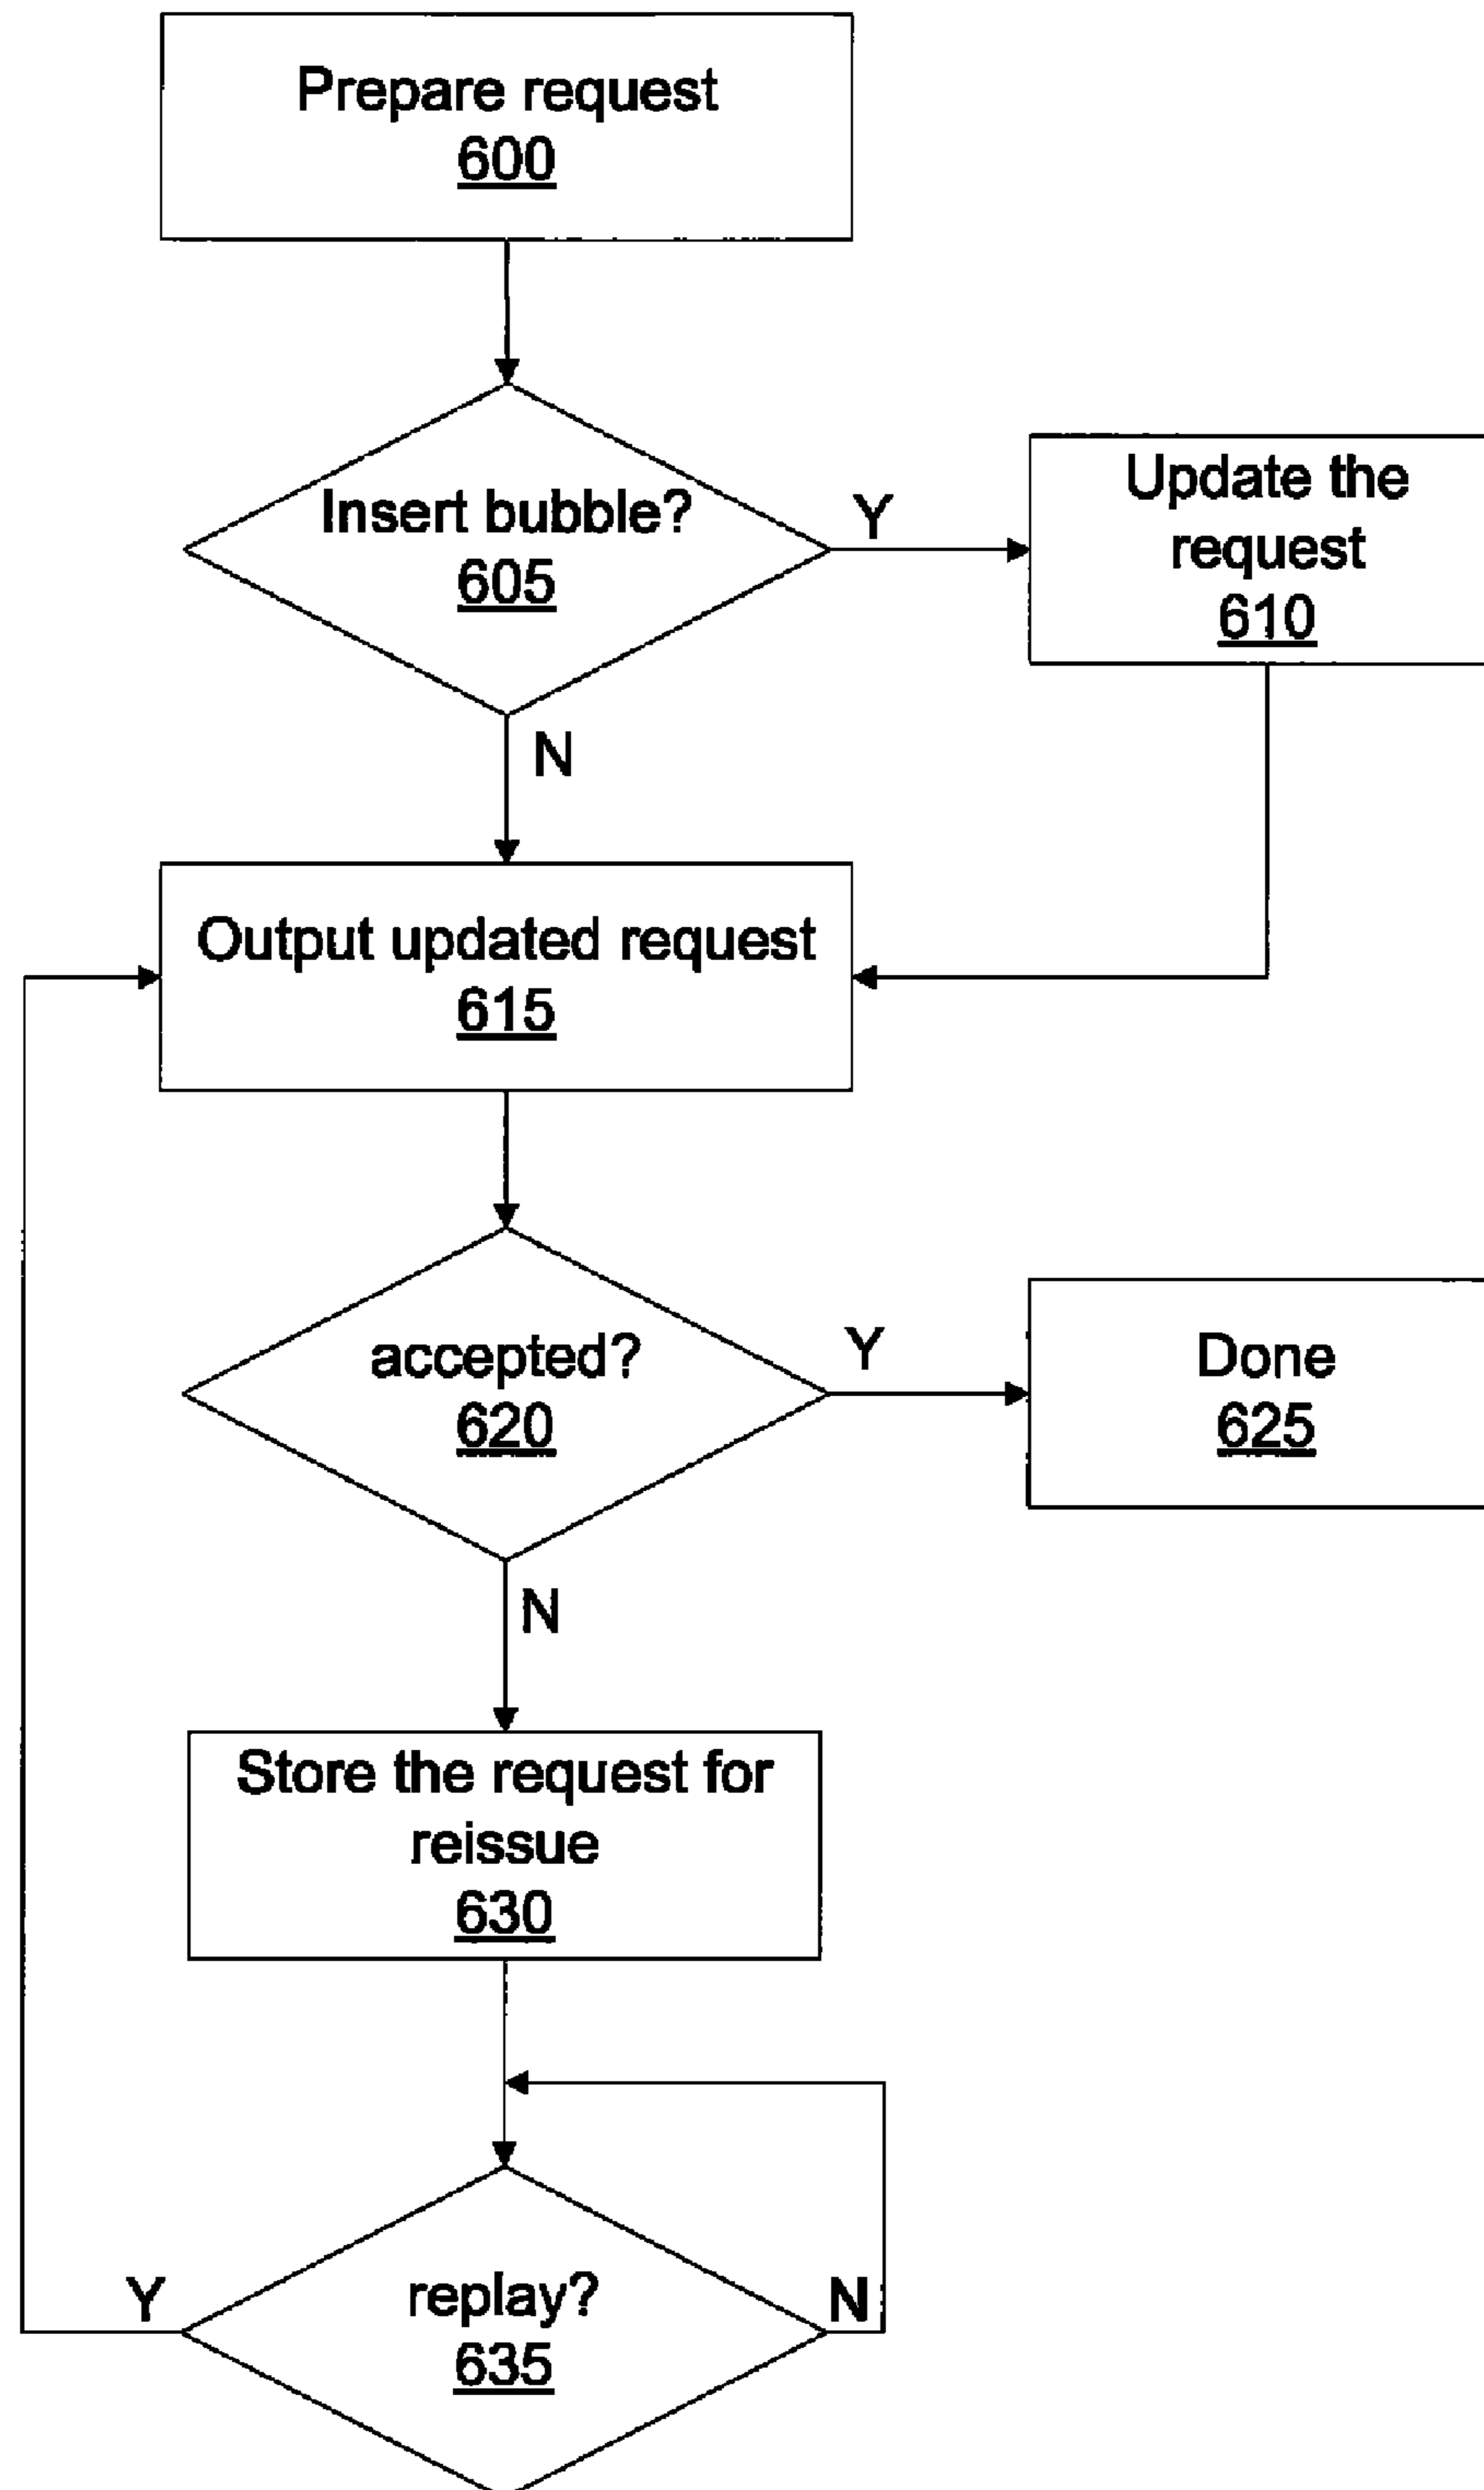 Prepare request
600
Insert bubble?
605
Y
Update the
request
610
N
Output updated request
615
accepted?
620
Y
Done
625
N
Store the request for
reissue
630
Y
replay?
635
N